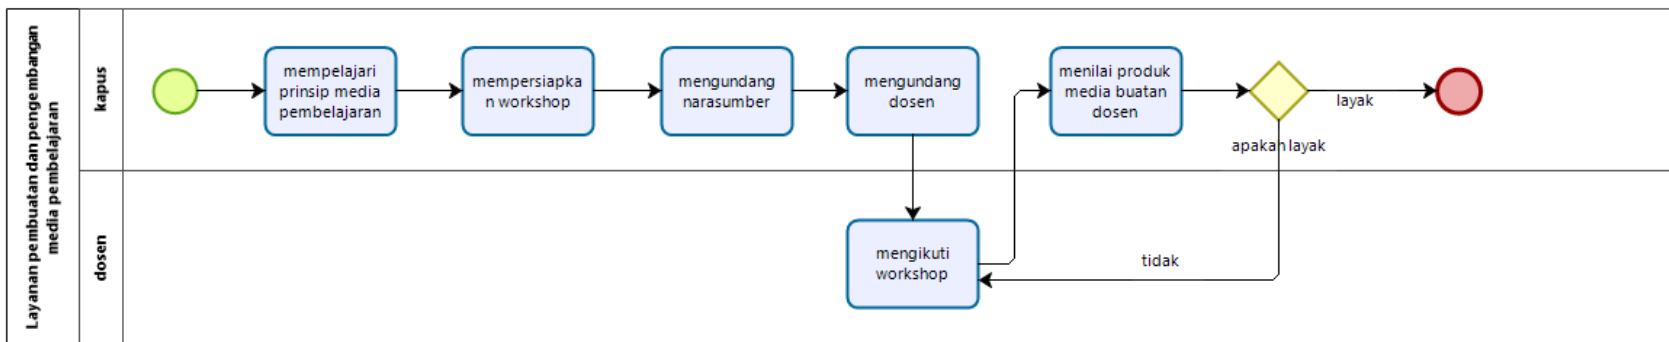 Layanan pembuatan dan pengembangan
media pembelajaran
kapus
mempelajari
prinsip media
pembelajaran
mempersiapka
n workshop
mengundang
narasumber
mengundang
dosen
menilai produk
media buatan
dosen
layak
apakah layak
dosen
mengikuti
workshop
tidak